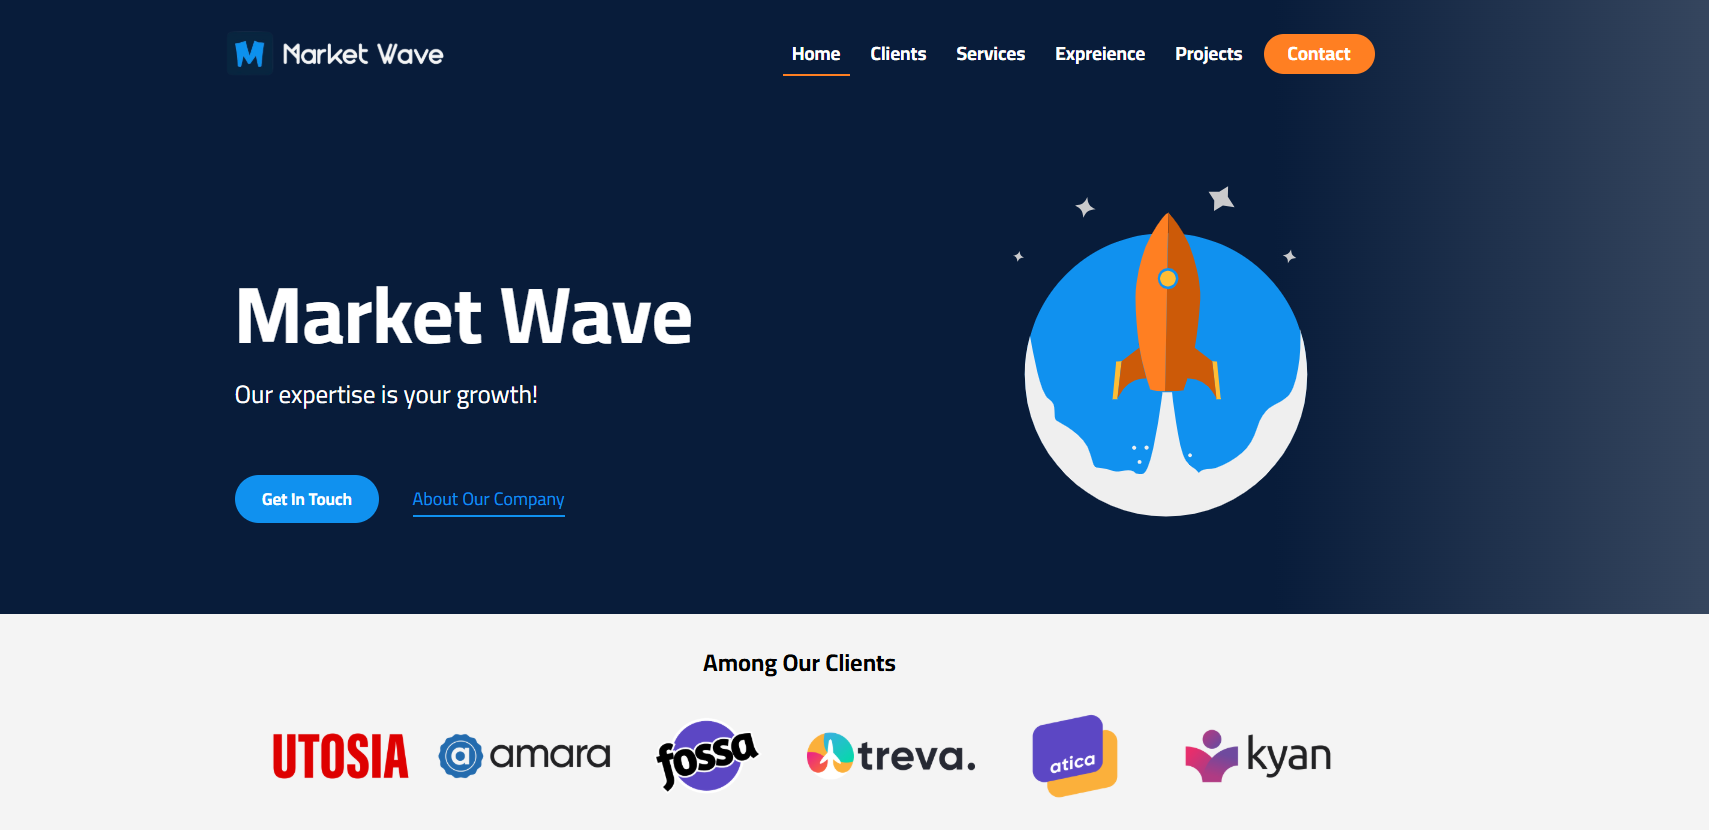 Market Wave
Home Clients Services Expreience Projects Contact
Market Wave
Our expertise is your growth!
Get In Touch About Our Company
Among Our Clients
UTOSIA a amara fossa treva. atica kyan